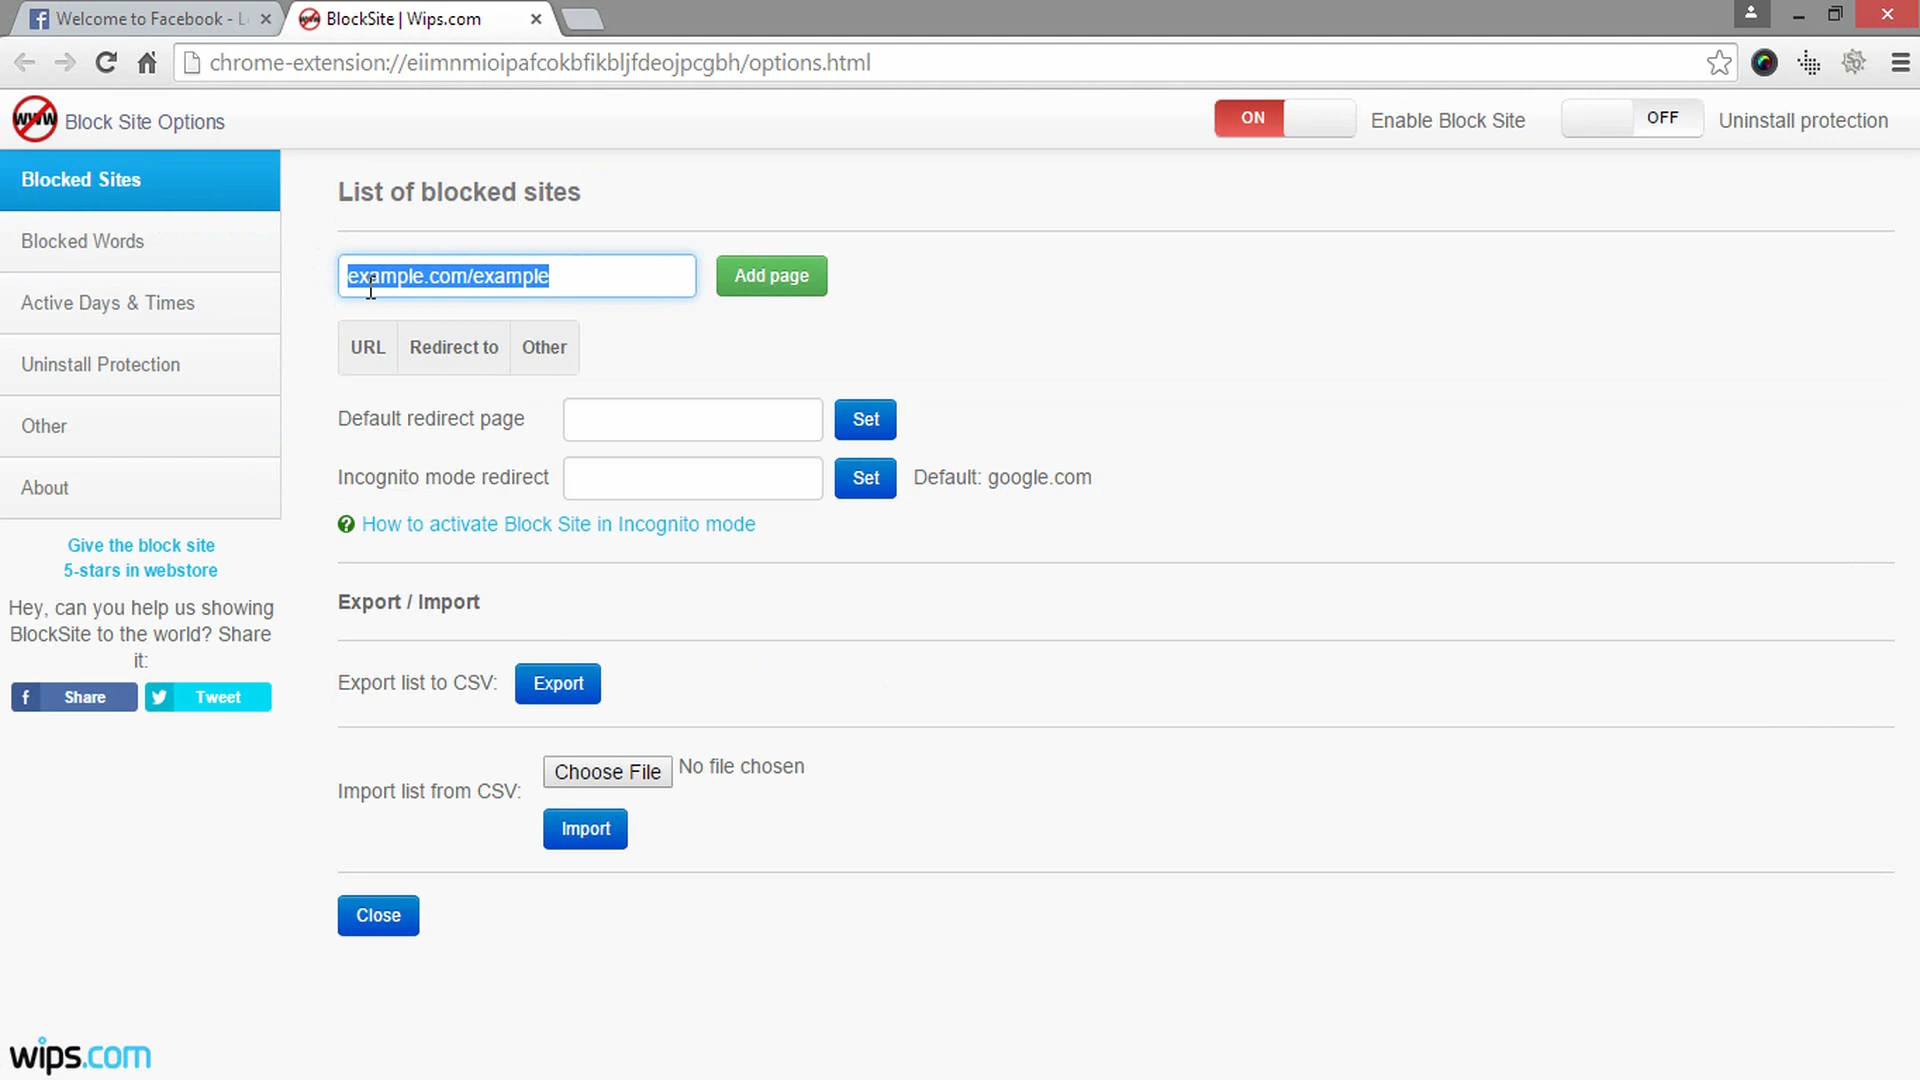 Welcome to Facebook - L
BlockSite | Wips.com
chrome-extension://eiimnmioipafcokbfikbljfdeojpcgbh/options.html
WWW
Block Site Options
ON
Enable Block Site
OFF
Uninstall protection
Blocked Sites
Blocked Words
Active Days & Times
Uninstall Protection
Other
About
Give the block site
5-stars in webstore
Hey, can you help us showing
BlockSite to the world? Share
it:
Share
Tweet
List of blocked sites
example.com/example
Add page
URL
Redirect to
Other
Default redirect page
Set
Incognito mode redirect
Set
Default: google.com
How to activate Block Site in Incognito mode
Export / Import
Export list to CSV:
Export
Import list from CSV:
Choose File
No file chosen
Import
Close
wips.com